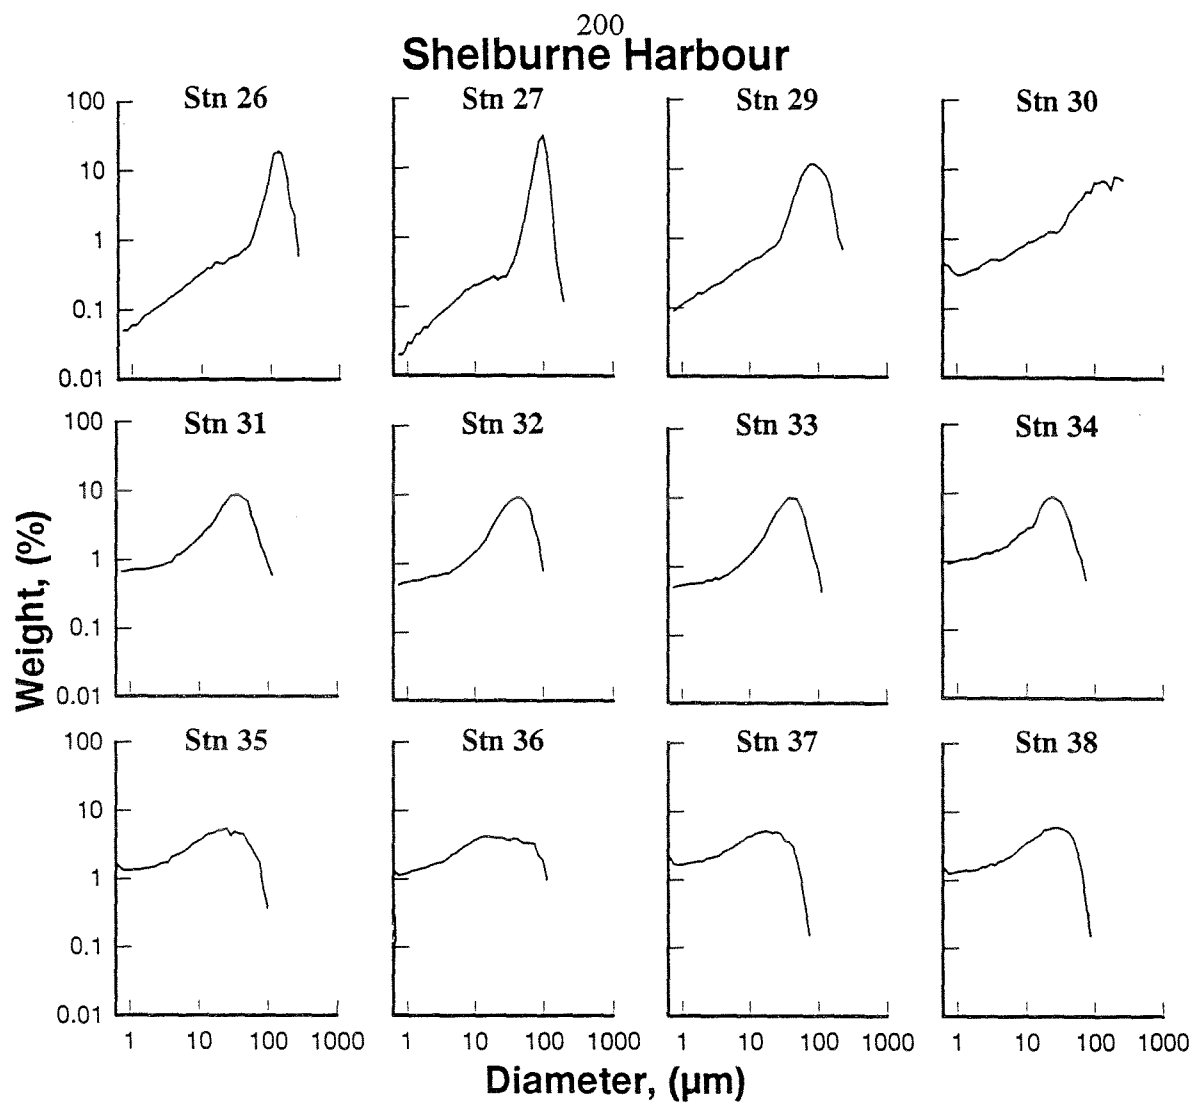 200
Shelburne Harbour
Stn 26 Stn 27 Stn 29 Stn 30
100
10
1
0.1
0.01
Stn 31 Stn 32 Stn 33 Stn 34
100
10
1
0.1
0.01
Weight, (%)
Stn 35 Stn 36 Stn 37 Stn 38
100
10
1
0.1
0.01
1 10 100 1000 1 10 100 1000 1 10 100 1000 1 10 100 1000
Diameter, (µm)